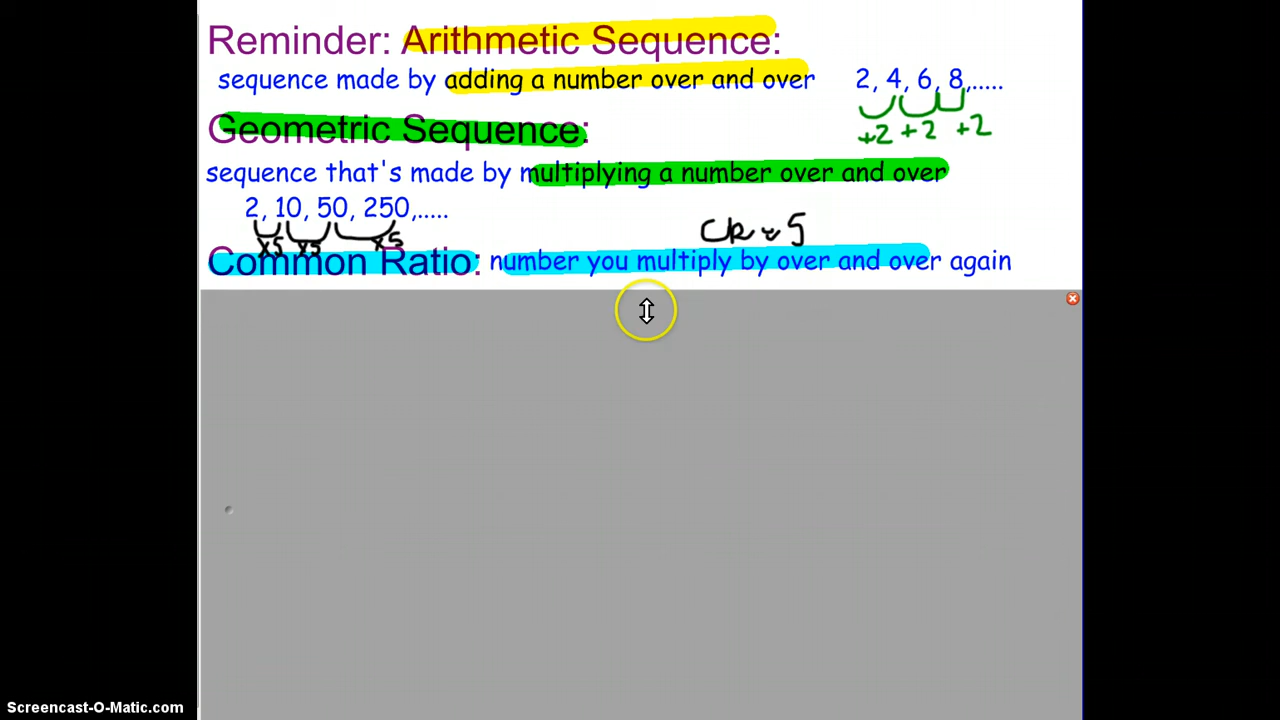 Reminder: Arithmetic Sequence:
sequence made by adding a number over and over 2, 4, 6, 8,.....
+2 +2 +2
Geometric Sequence:
sequence that's made by multiplying a number over and over
2, 10, 50, 250,.....
x5 x5 x5
CR = 5
Common Ratio: number you multiply by over and over again
Screencast-O-Matic.com